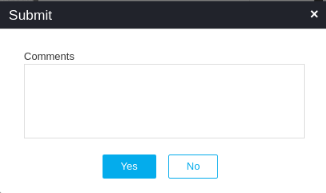 Submit ×
Comments
Yes No